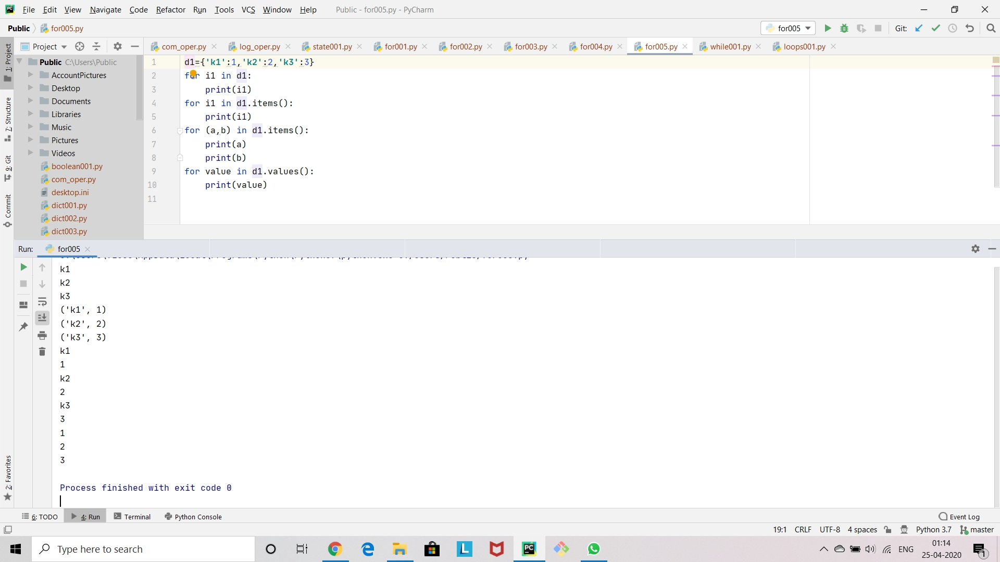 File Edit View Navigate Code Refactor Run Tools VCS Window Help Public - for005.py - PyCharm
Public for005.py for005 Git:
Project com_oper.py log_oper.py state001.py for001.py for002.py for003.py for004.py for005.py while001.py loops001.py
1: Project
7: Structure
9: Git
Commit
2: Favorites
Public C:\Users\Public
AccountPictures
Desktop
Documents
Libraries
Music
Pictures
Videos
boolean001.py
com_oper.py
desktop.ini
dict001.py
dict002.py
dict003.py
1 d1={'k1':1,'k2':2,'k3':3}
2 for i1 in d1:
3 print(i1)
4 for i1 in d1.items():
5 print(i1)
6 for (a,b) in d1.items():
7 print(a)
8 print(b)
9 for value in d1.values():
10 print(value)
11
Run: for005
k1
k2
k3
('k1', 1)
('k2', 2)
('k3', 3)
k1
1
k2
2
k3
3
1
2
3
Process finished with exit code 0
6: TODO 4: Run Terminal Python Console Event Log
19:1 CRLF UTF-8 4 spaces Python 3.7 master
Type here to search ENG 01:14
25-04-2020 1